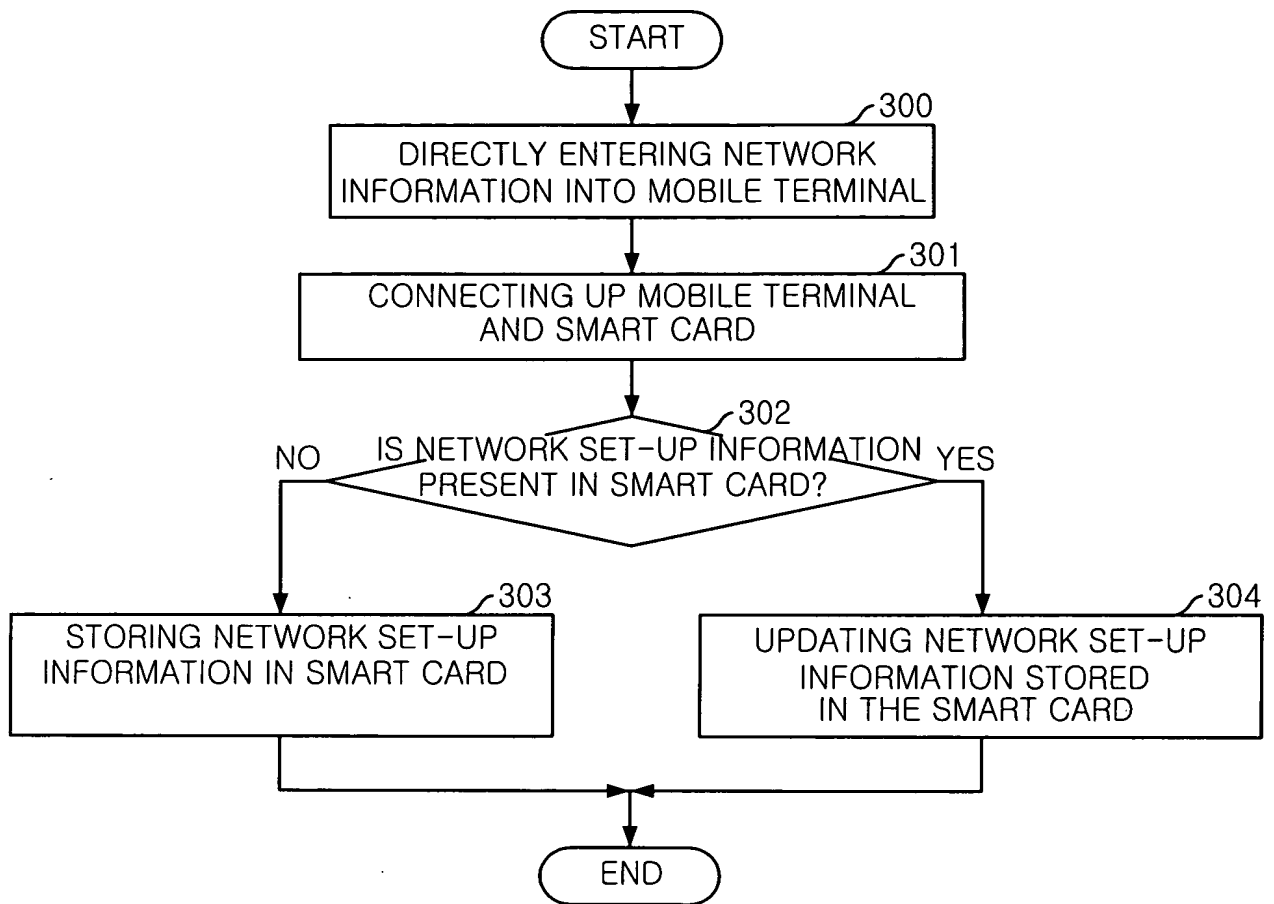 START
300
DIRECTLY ENTERING NETWORK
INFORMATION INTO MOBILE TERMINAL
301
CONNECTING UP MOBILE TERMINAL
AND SMART CARD
302
IS NETWORK SET-UP INFORMATION
PRESENT IN SMART CARD?
NO
YES
303
STORING NETWORK SET-UP
INFORMATION IN SMART CARD
304
UPDATING NETWORK SET-UP
INFORMATION STORED
IN THE SMART CARD
END